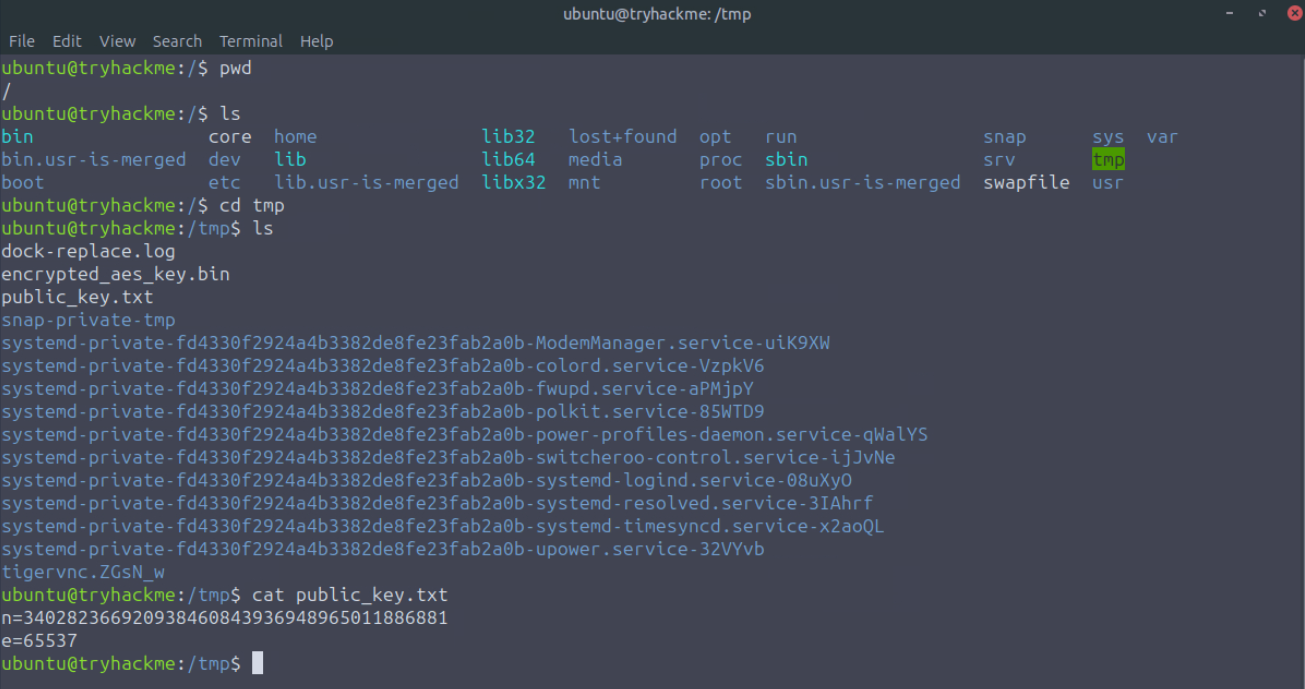 ubuntu@tryhackme: /tmp
File Edit View Search Terminal Help
ubuntu@tryhackme:/$ pwd
/
ubuntu@tryhackme:/$ ls
bin core home lib32 lost+found opt run snap sys var
bin.usr-is-merged dev lib lib64 media proc sbin srv tmp
boot etc lib.usr-is-merged libx32 mnt root sbin.usr-is-merged swapfile usr
ubuntu@tryhackme:/$ cd tmp
ubuntu@tryhackme:/tmp$ ls
dock-replace.log
encrypted_aes_key.bin
public_key.txt
snap-private-tmp
systemd-private-fd4330f2924a4b3382de8fe23fab2a0b-ModemManager.service-uiK9XW
systemd-private-fd4330f2924a4b3382de8fe23fab2a0b-colord.service-VzpkV6
systemd-private-fd4330f2924a4b3382de8fe23fab2a0b-fwupd.service-aPMjpY
systemd-private-fd4330f2924a4b3382de8fe23fab2a0b-polkit.service-85WTD9
systemd-private-fd4330f2924a4b3382de8fe23fab2a0b-power-profiles-daemon.service-qWalYS
systemd-private-fd4330f2924a4b3382de8fe23fab2a0b-switcheroo-control.service-ijJvNe
systemd-private-fd4330f2924a4b3382de8fe23fab2a0b-systemd-logind.service-08uXyO
systemd-private-fd4330f2924a4b3382de8fe23fab2a0b-systemd-resolved.service-3IAhrf
systemd-private-fd4330f2924a4b3382de8fe23fab2a0b-systemd-timesyncd.service-x2aoQL
systemd-private-fd4330f2924a4b3382de8fe23fab2a0b-upower.service-32VYvb
tigervnc.ZGsN_w
ubuntu@tryhackme:/tmp$ cat public_key.txt
n=340282366920938460843936948965011886881
e=65537
ubuntu@tryhackme:/tmp$